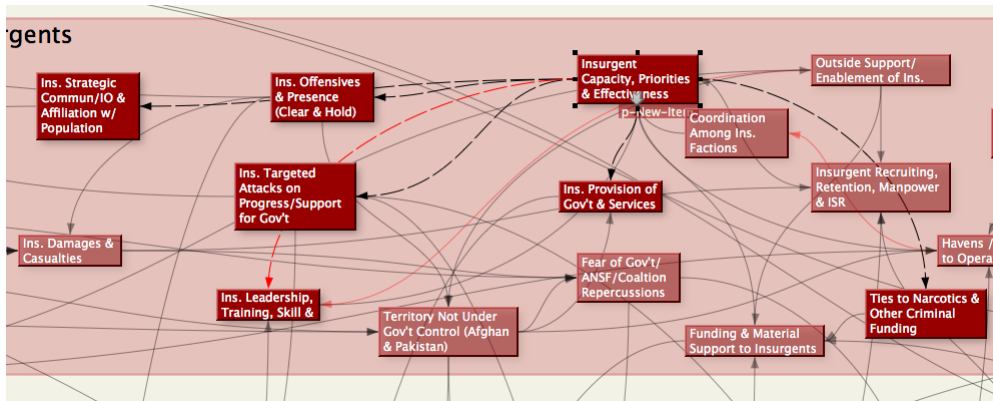 rgents
Ins. Strategic
Commun/IO &
Affiliation w/
Population
Ins. Offensives
& Presence
(Clear & Hold)
Insurgent
Capacity, Priorities
& Effectiveness
p-New-Item
Outside Support/
Enablement of Ins.
Coordination
Among Ins.
Factions
Ins. Targeted
Attacks on
Progress/Support
for Gov't
Ins. Provision of
Gov't & Services
Insurgent Recruiting,
Retention, Manpower
& ISR
Ins. Damages &
Casualties
Fear of Gov't/
ANSF/Coalition
Repercussions
Havens /
to Opera
Ins. Leadership,
Training, Skill &
Territory Not Under
Gov't Control (Afghan
& Pakistan)
Funding & Material
Support to Insurgents
Ties to Narcotics &
Other Criminal
Funding